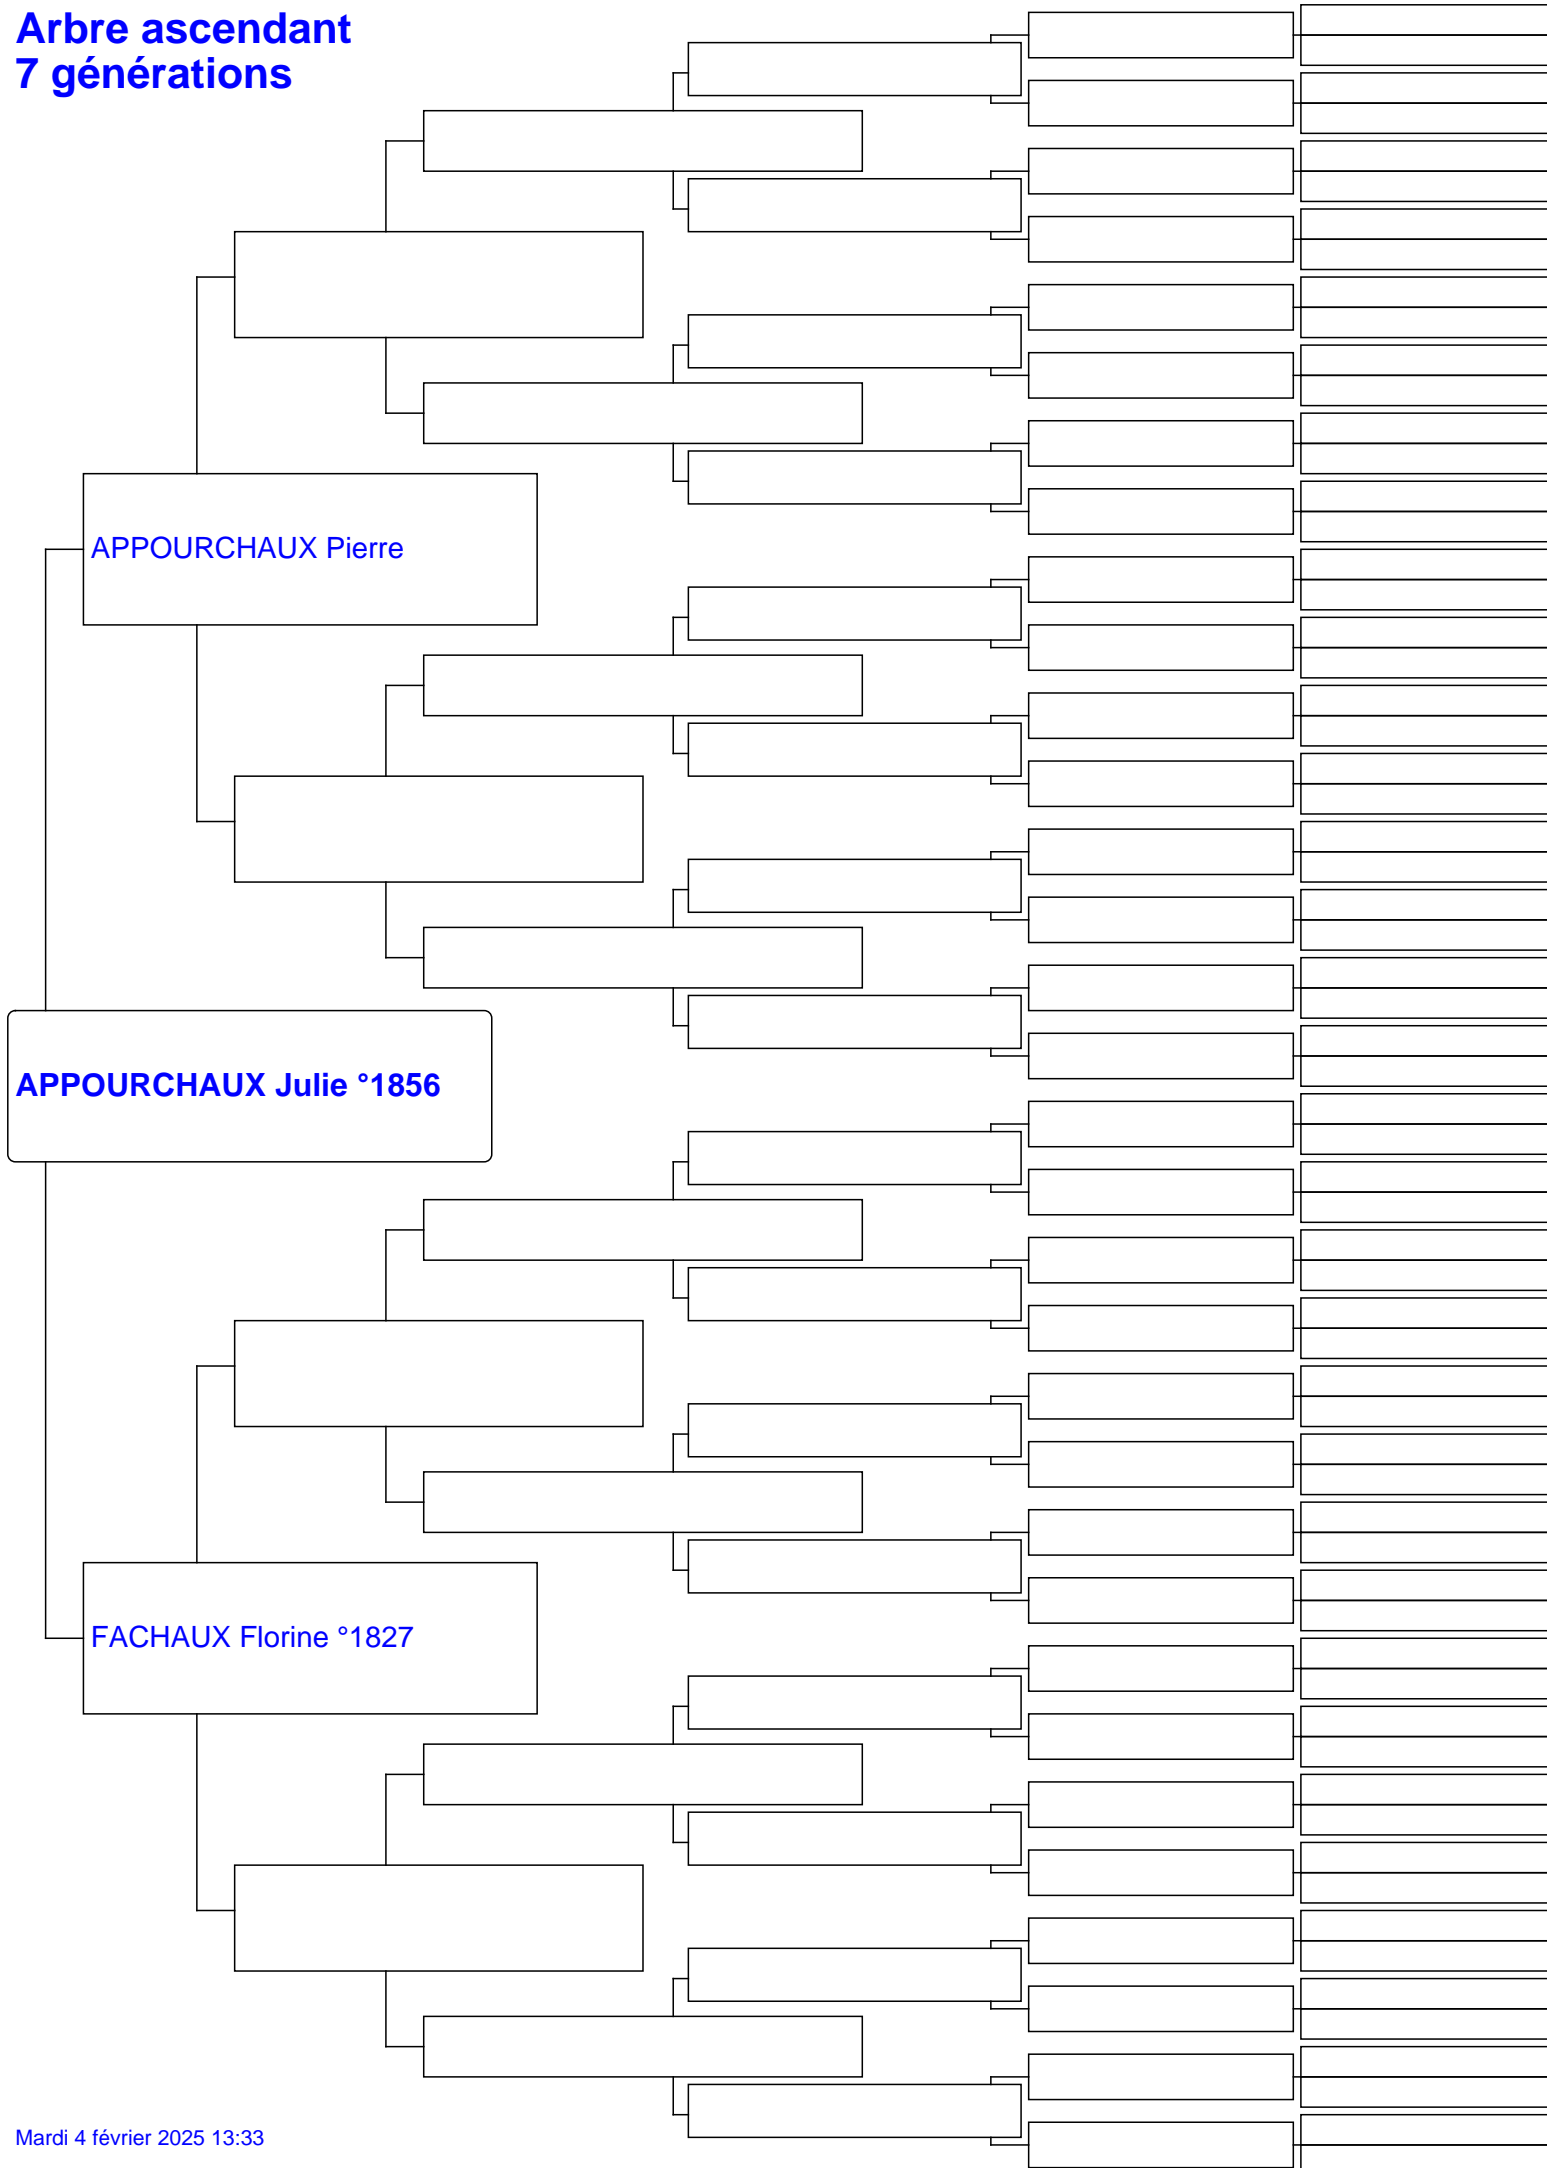 Arbre ascendant
7 générations
APPOURCHAUX Pierre
APPOURCHAUX Julie °1856
FACHAUX Florine °1827
Mardi 4 février 2025 13:33